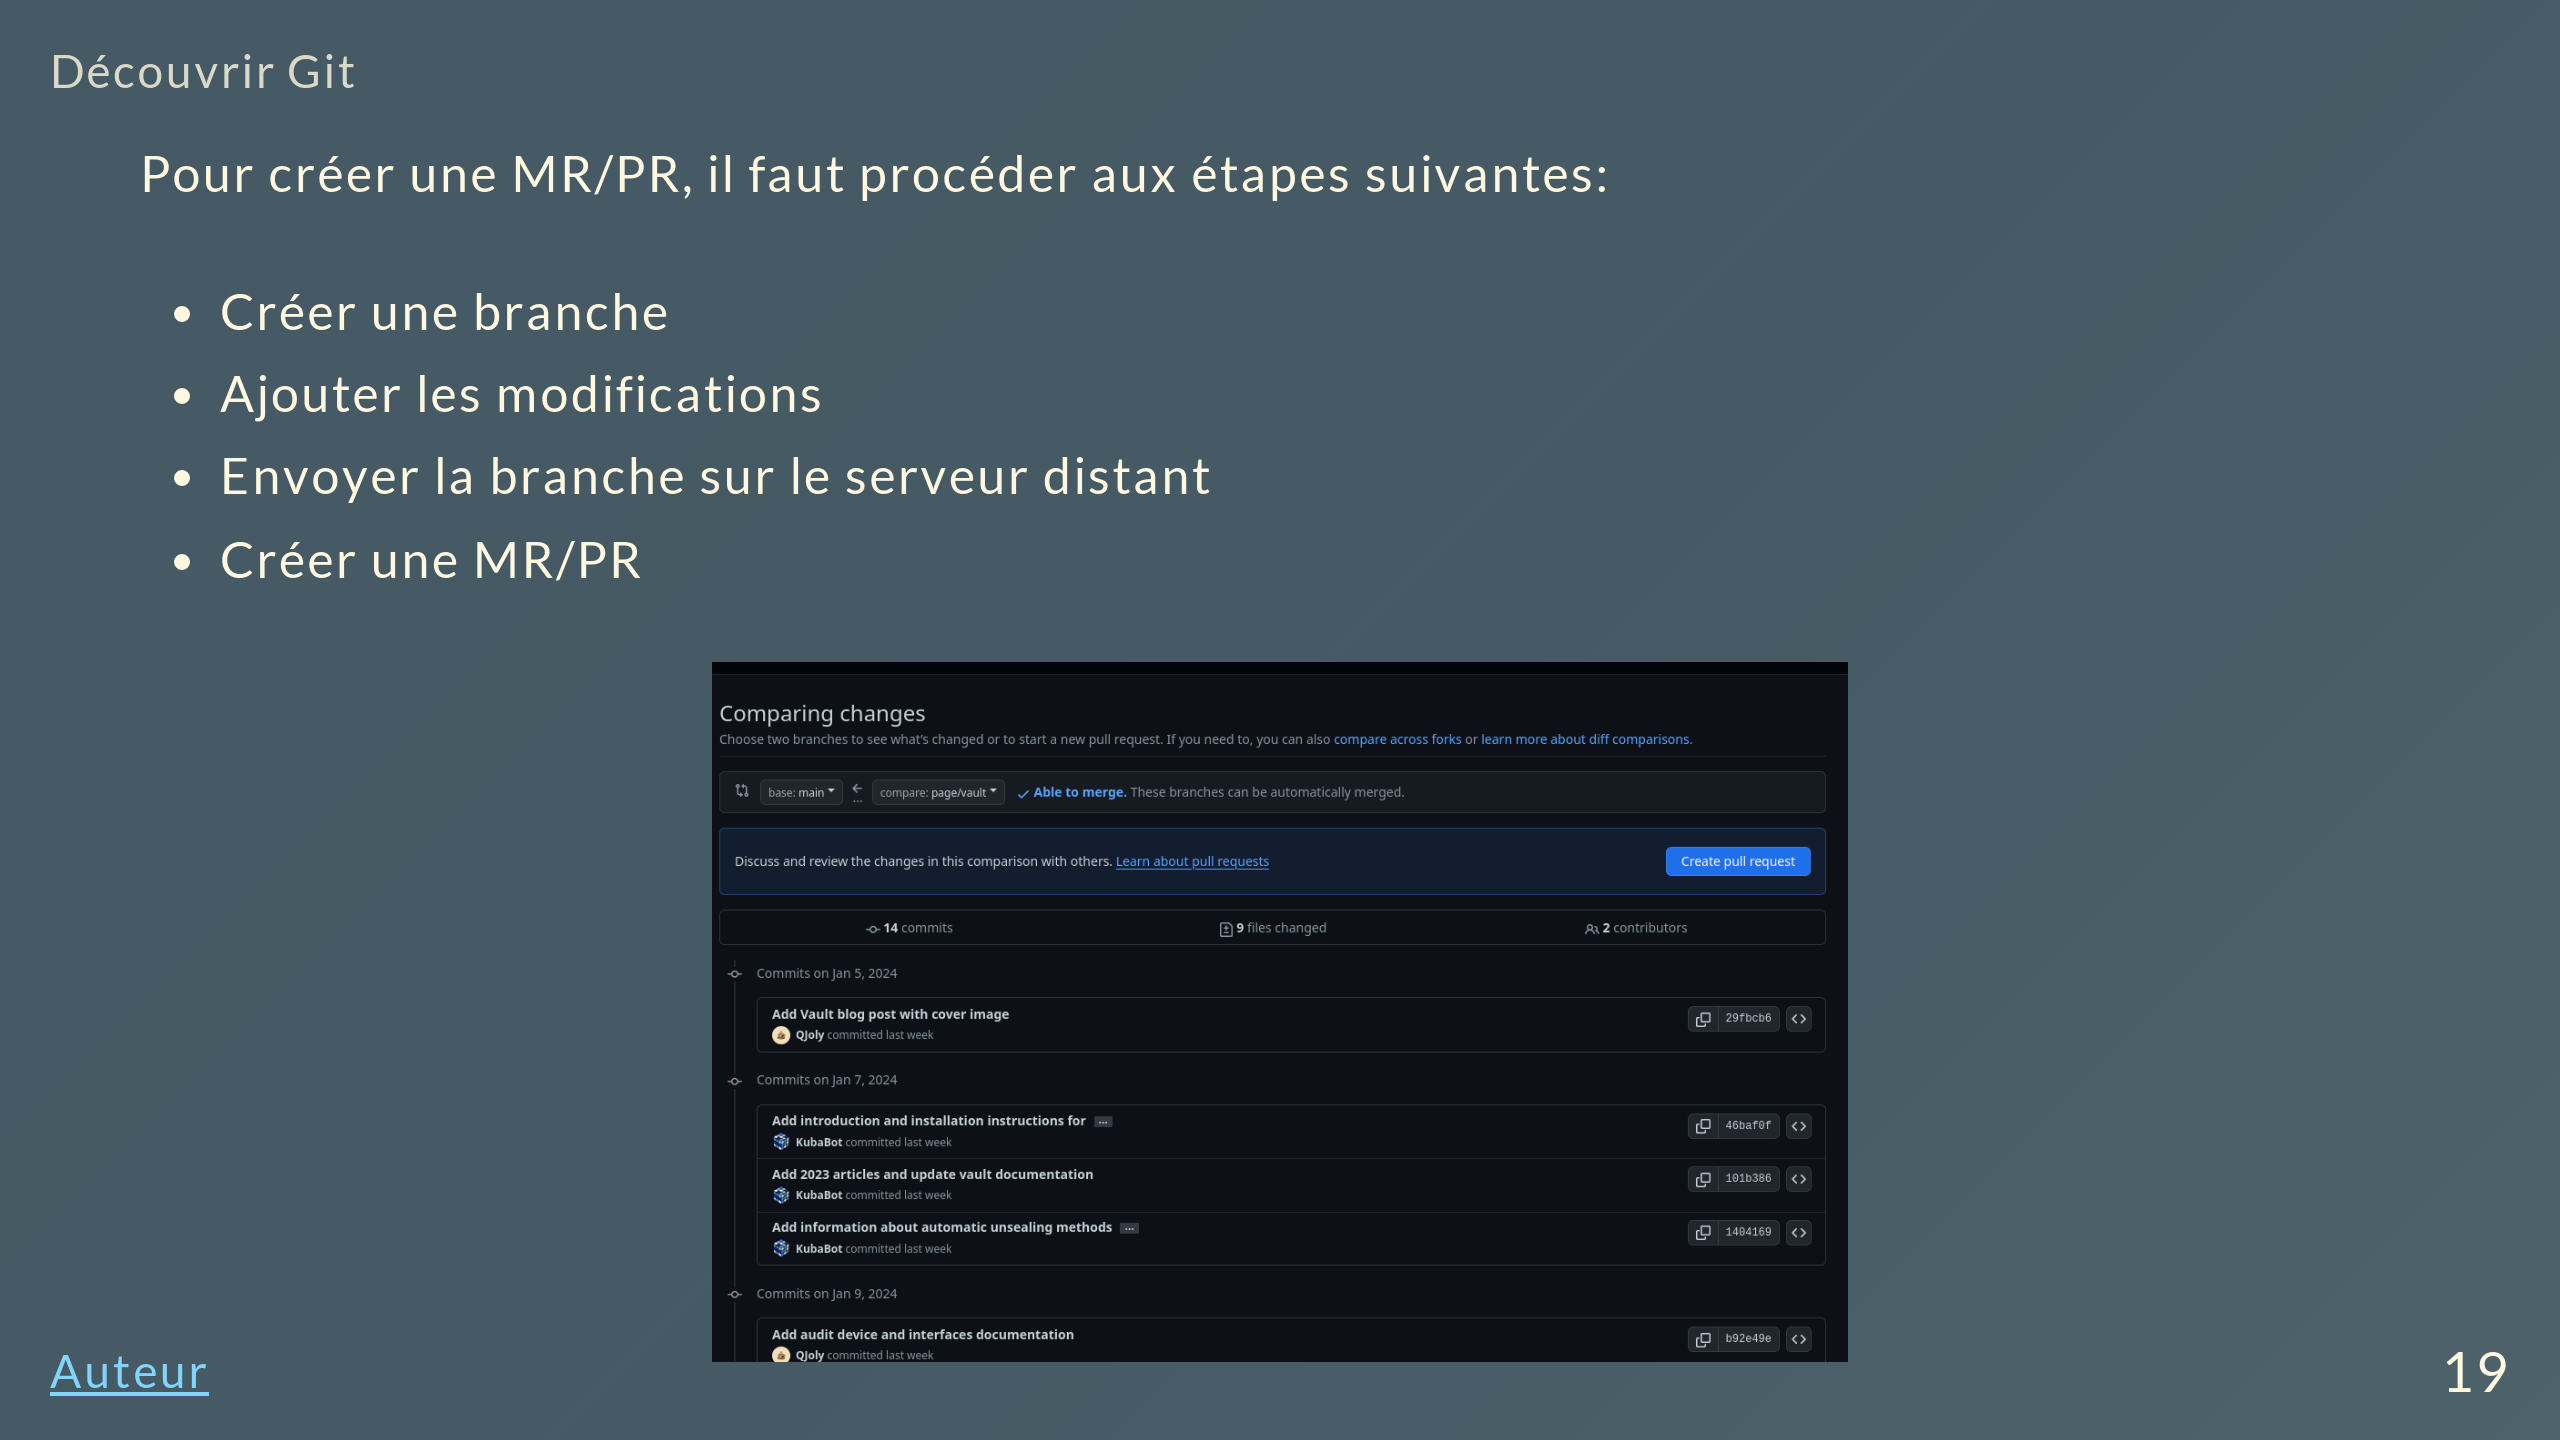 Découvrir Git
Pour créer une MR/PR, il faut procéder aux étapes suivantes:
• Créer une branche
• Ajouter les modifications
• Envoyer la branche sur le serveur distant
• Créer une MR/PR
Comparing changes
Choose two branches to see what's changed or to start a new pull request. If you need to, you can also compare across forks or learn more about diff comparisons.
base: main ← ... compare: page/vault ✓ Able to merge. These branches can be automatically merged.
Discuss and review the changes in this comparison with others. Learn about pull requests Create pull request
14 commits 9 files changed 2 contributors
Commits on Jan 5, 2024
Add Vault blog post with cover image 29fbcb6
QJoly committed last week
Commits on Jan 7, 2024
Add introduction and installation instructions for ... 46baf0f
KubaBot committed last week
Add 2023 articles and update vault documentation 101b386
KubaBot committed last week
Add information about automatic unsealing methods ... 1404169
KubaBot committed last week
Commits on Jan 9, 2024
Add audit device and interfaces documentation b92e49e
QJoly committed last week
Auteur
19